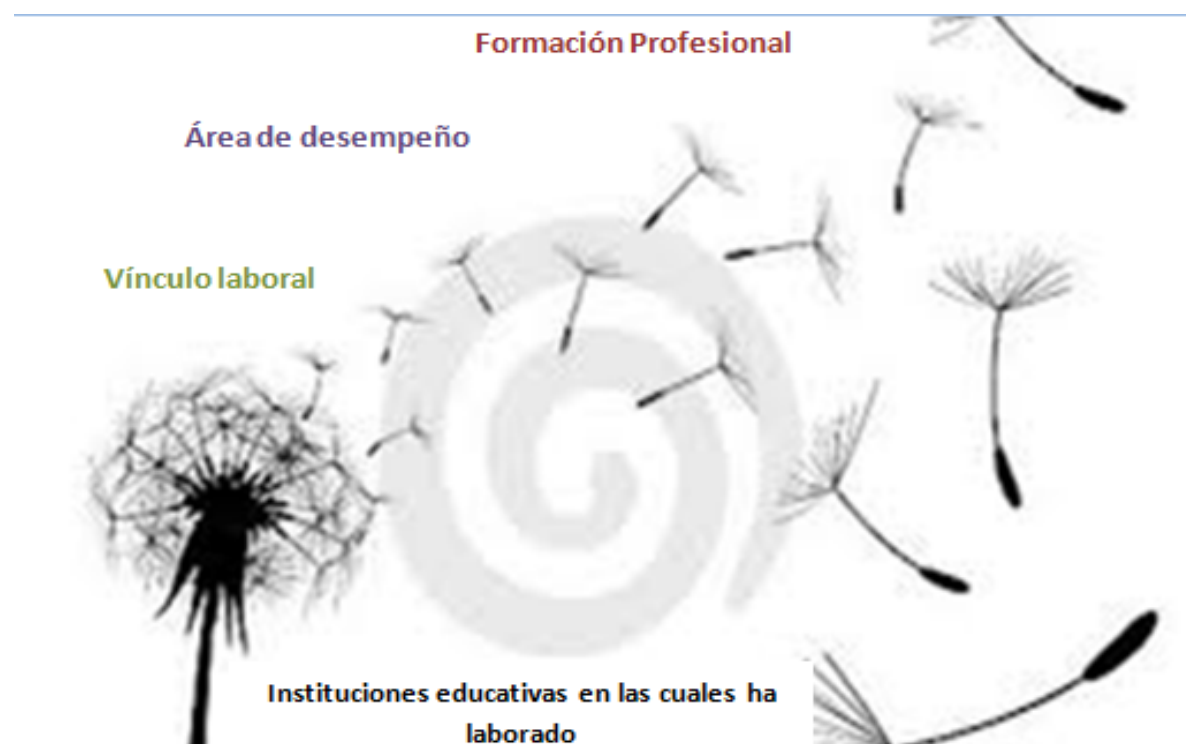 Formación Profesional
Área de desempeño
Vínculo laboral
Instituciones educativas en las cuales ha
laborado